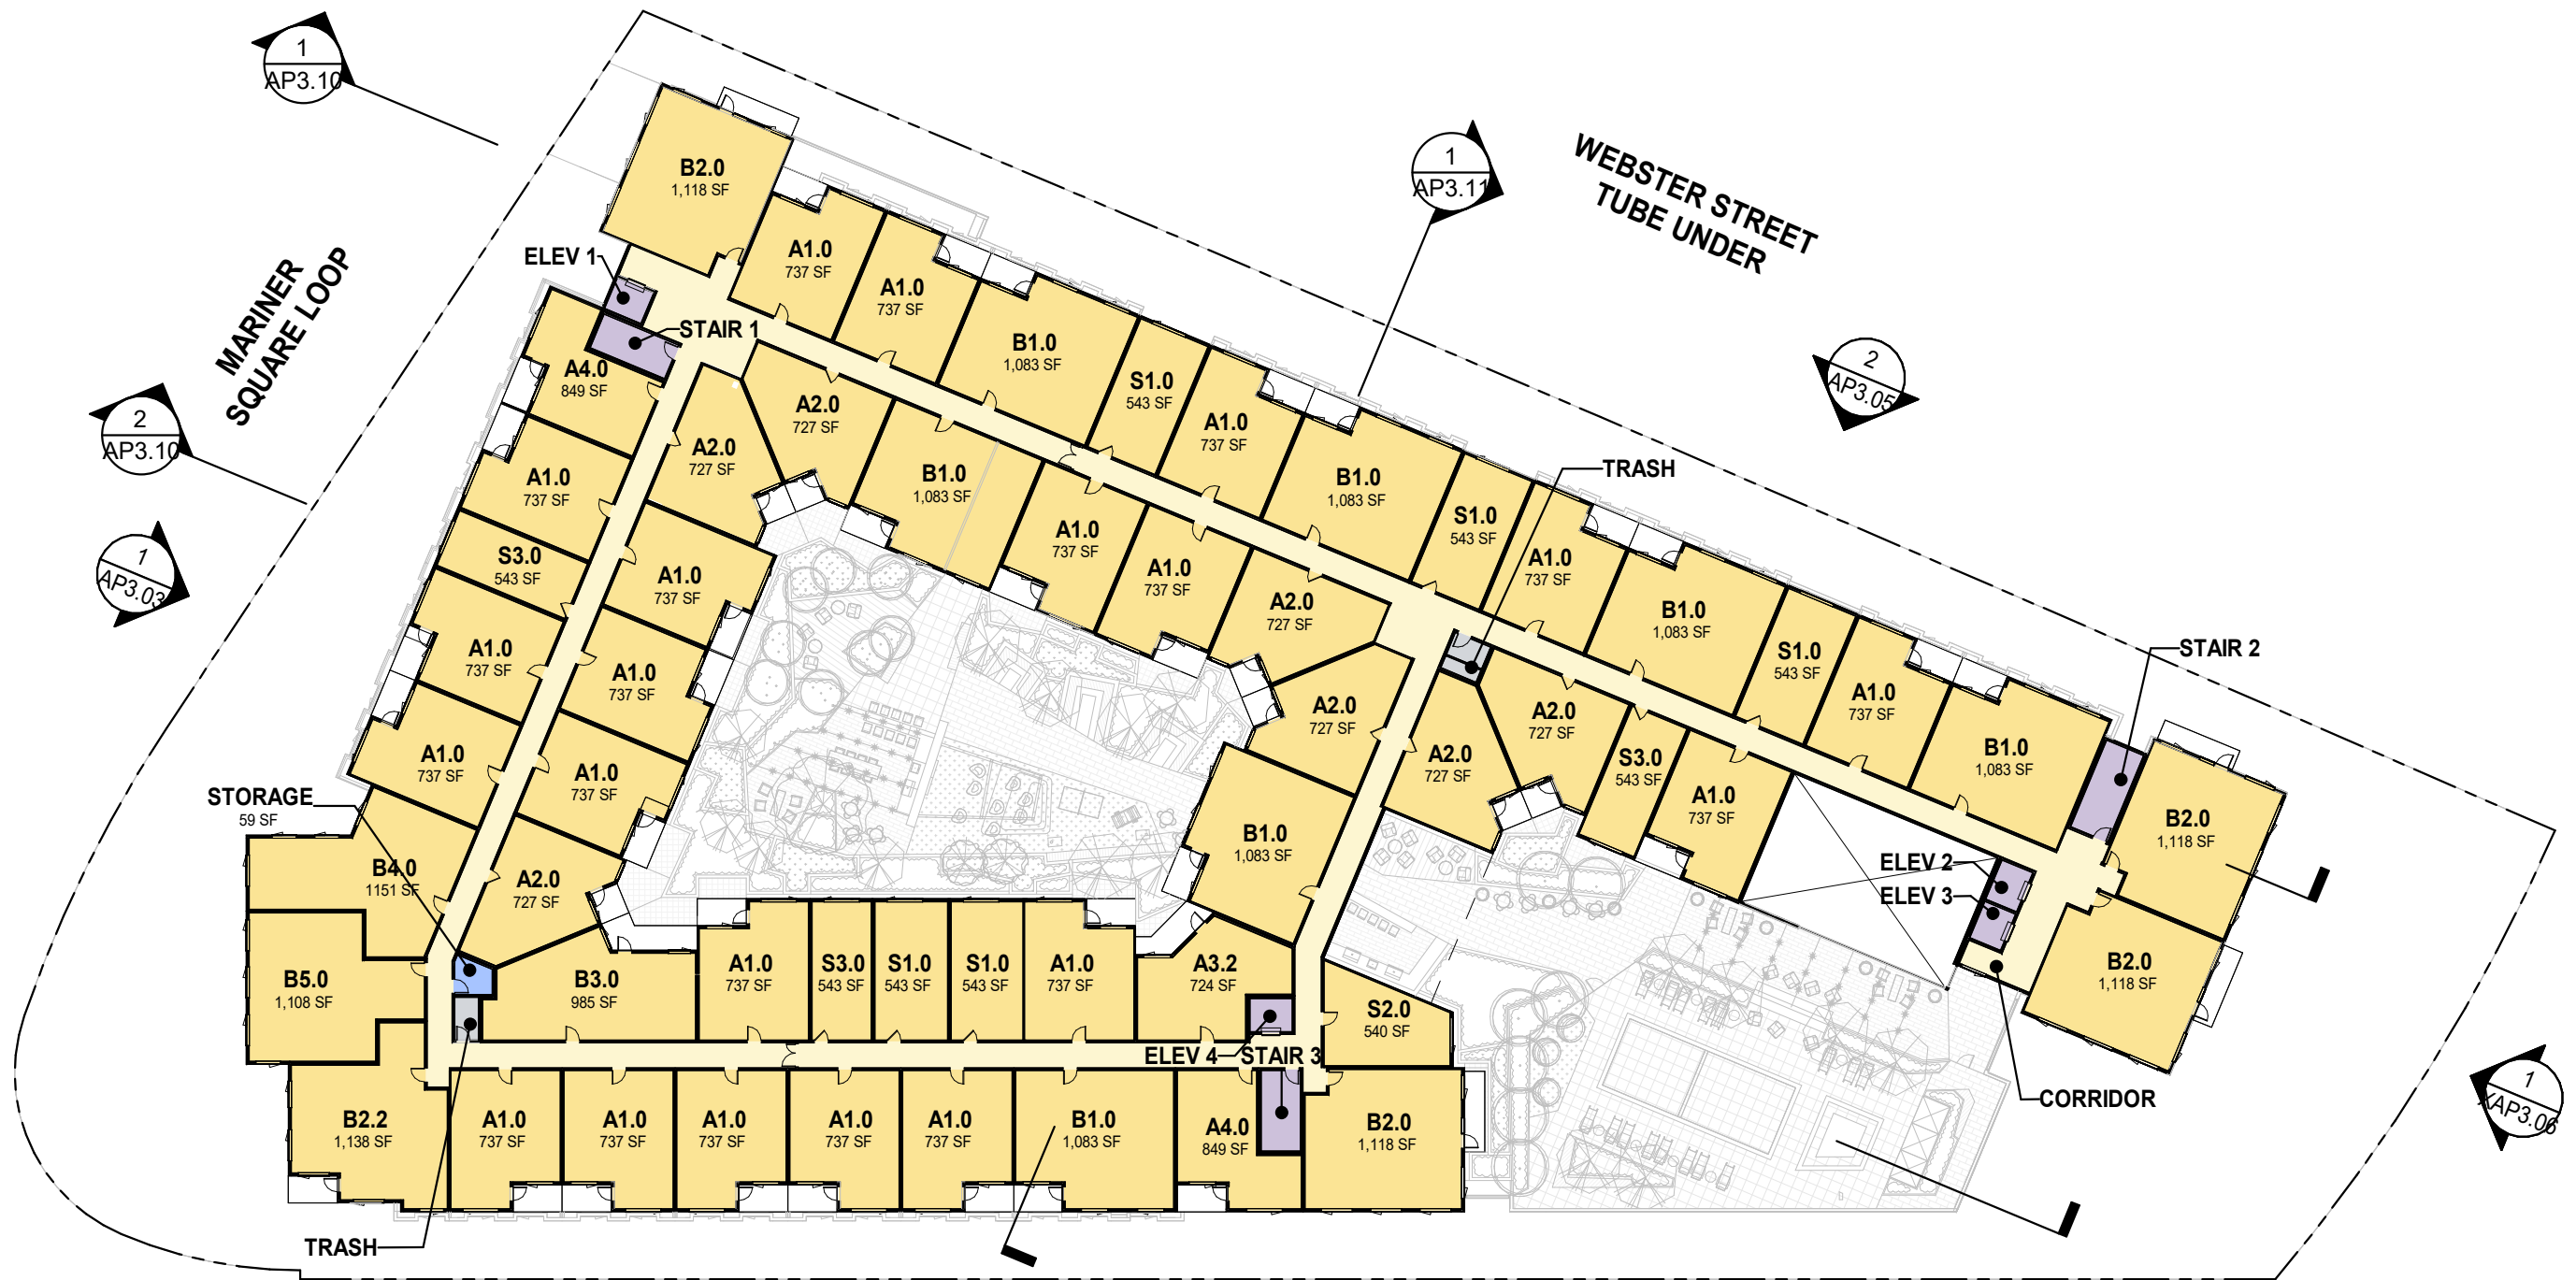 1
AP3.10
1
AP3.11
WEBSTER STREET
TUBE UNDER
B2.0
1,118 SF
A1.0
737 SF
ELEV 1
MARINER
SQUARE LOOP
A1.0
737 SF
STAIR 1
B1.0
1,083 SF
2
AP3.05
A4.0
849 SF
S1.0
543 SF
A2.0
727 SF
A1.0
737 SF
2
AP3.10
A2.0
727 SF
B1.0
1,083 SF
B1.0
1,083 SF
TRASH
A1.0
737 SF
S1.0
543 SF
A1.0
737 SF
A1.0
737 SF
S3.0
543 SF
1
AP3.03
A1.0
737 SF
A1.0
737 SF
A2.0
727 SF
B1.0
1,083 SF
A1.0
737 SF
A1.0
737 SF
S1.0
543 SF
STAIR 2
A1.0
737 SF
A2.0
727 SF
A2.0
727 SF
A1.0
737 SF
A2.0
727 SF
S3.0
543 SF
B1.0
1,083 SF
A1.0
737 SF
STORAGE
59 SF
A1.0
737 SF
B1.0
1,083 SF
B2.0
1,118 SF
B4.0
1151 SF
A2.0
727 SF
ELEV 2
ELEV 3
B5.0
1,108 SF
B3.0
985 SF
A1.0
737 SF
S3.0
543 SF
S1.0
543 SF
S1.0
543 SF
A1.0
737 SF
A3.2
724 SF
B2.0
1,118 SF
S2.0
540 SF
ELEV 4
STAIR 3
CORRIDOR
1
XAP3.06
B2.2
1,138 SF
A1.0
737 SF
A1.0
737 SF
A1.0
737 SF
A1.0
737 SF
A1.0
737 SF
B1.0
1,083 SF
A4.0
849 SF
B2.0
1,118 SF
TRASH